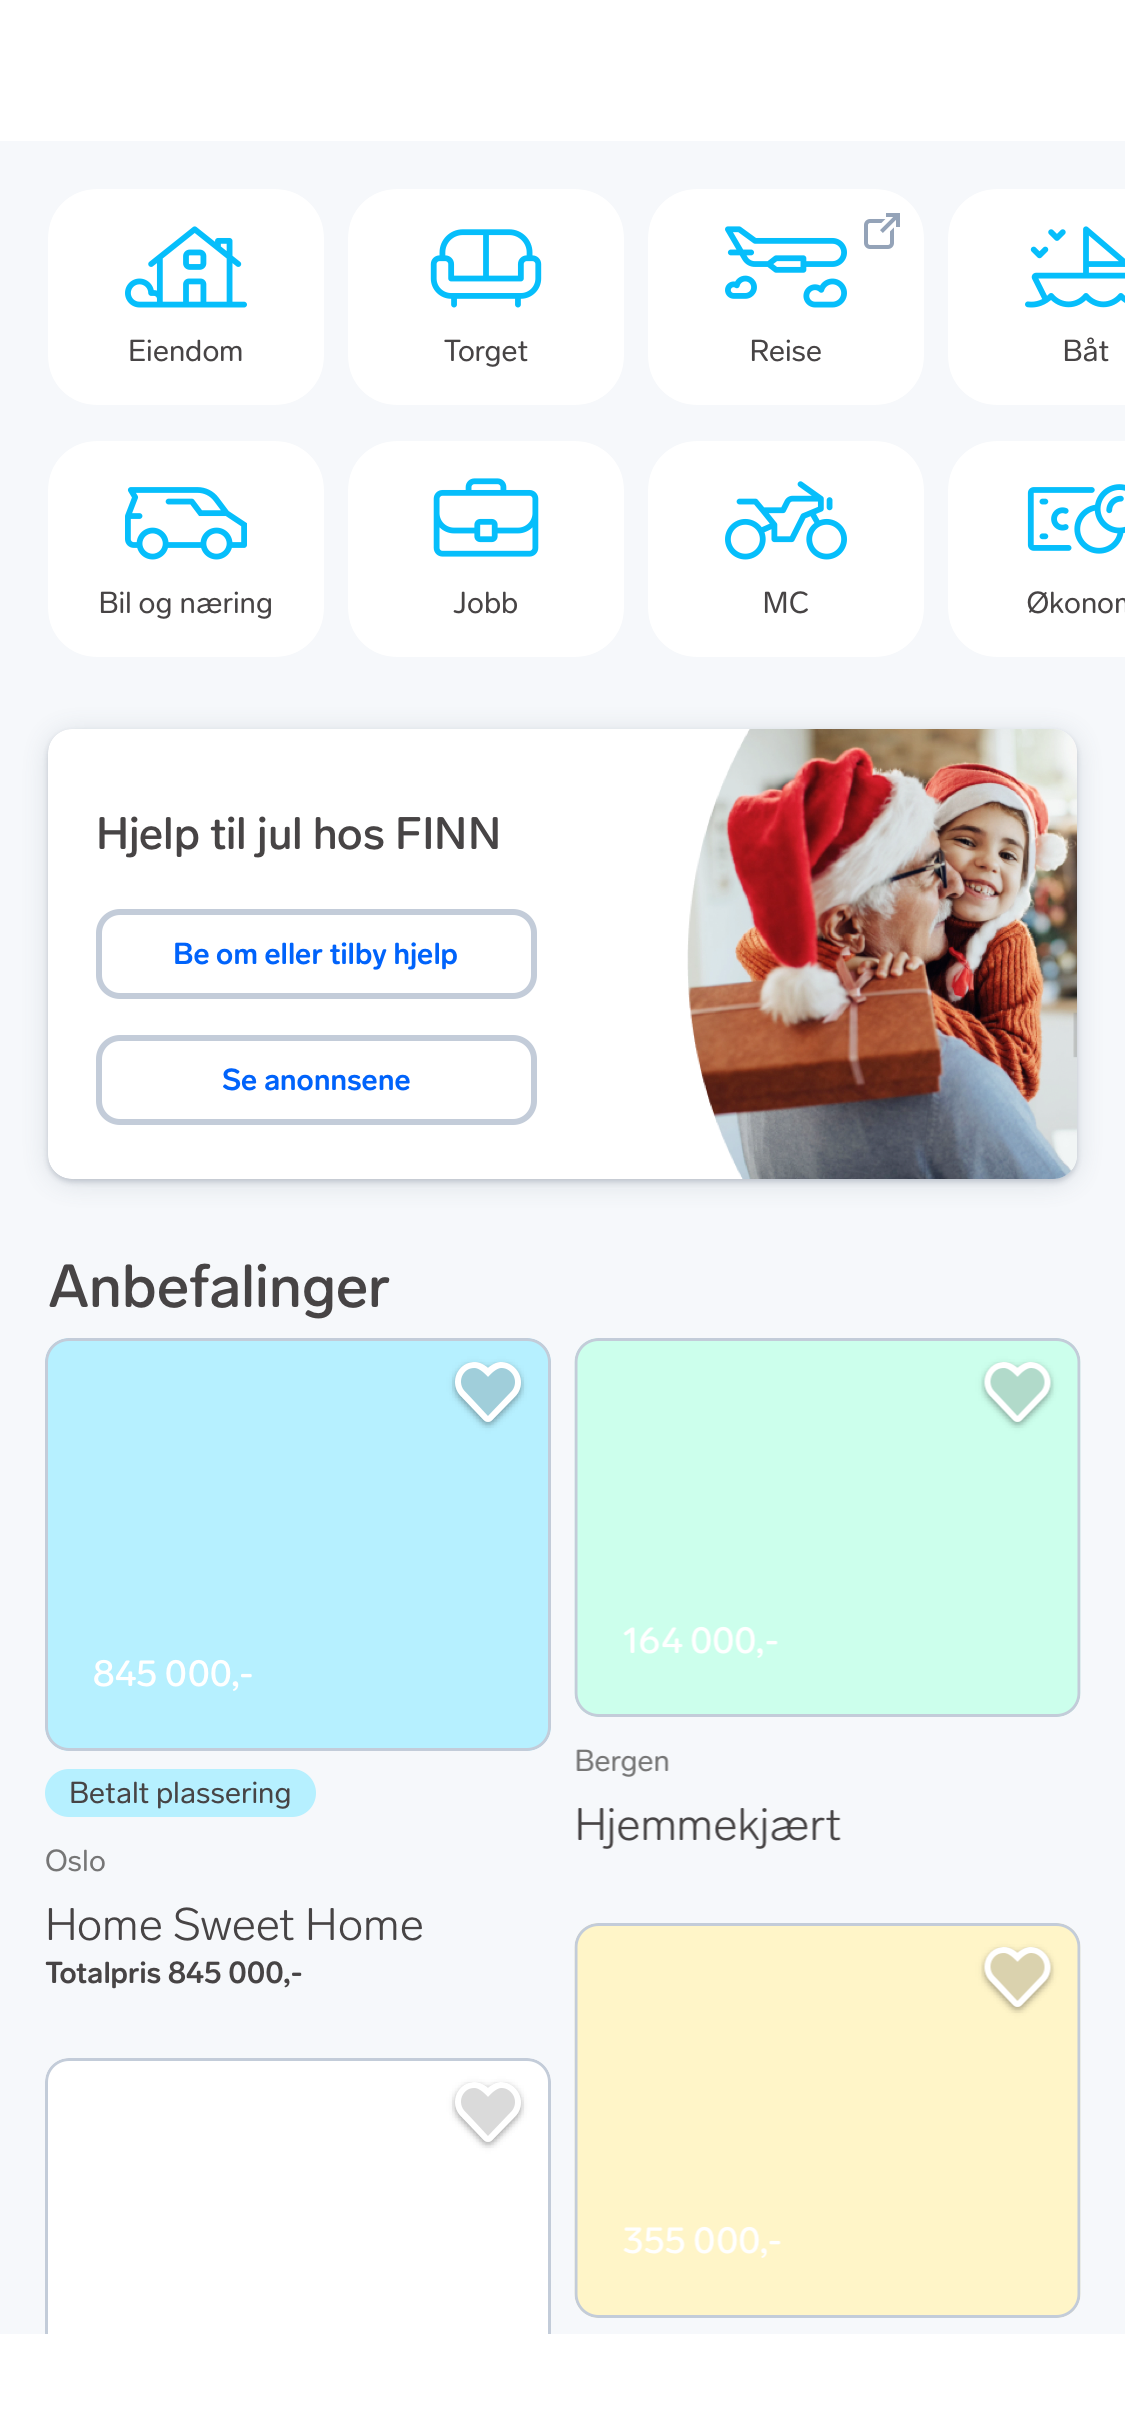 Eiendom
Torget
Reise
Båt
Bil og næring
Jobb
MC
Hjelp til jul hos FINN
Be om eller tilby hjelp
Se anonnsene
Anbefalinger
845 000,-
Betalt plassering
Oslo
Home Sweet Home
Totalpris 845 000,-
164 000,-
Bergen
Hjemmekjært
355 000,-